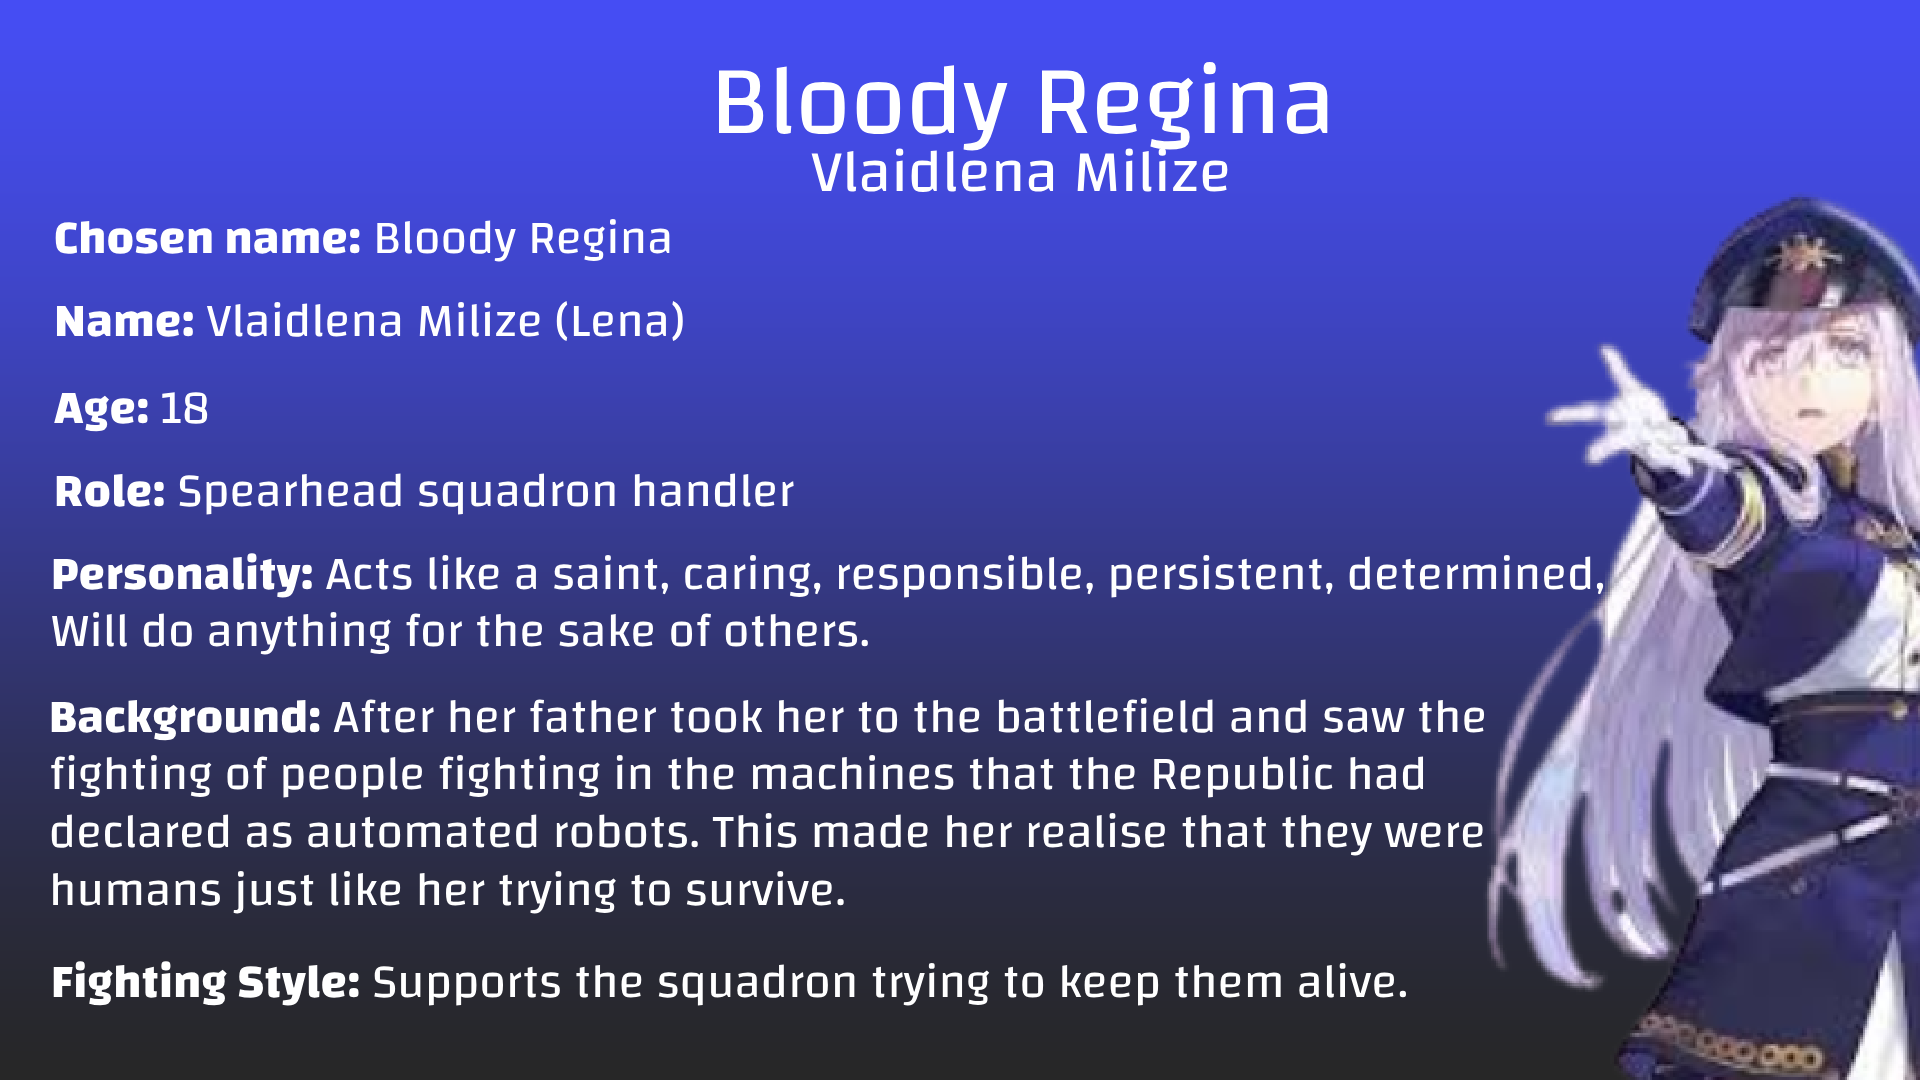 Bloody Regina
Vlaidlena Milize
Chosen name: Bloody Regina
Name: Vlaidlena Milize (Lena)
Age: 18
Role: Spearhead squadron handler
Personality: Acts like a saint, caring, responsible, persistent, determined,
Will do anything for the sake of others.
Background: After her father took her to the battlefield and saw the
fighting of people fighting in the machines that the Republic had
declared as automated robots. This made her realise that they were
humans just like her trying to survive.
Fighting Style: Supports the squadron trying to keep them alive.